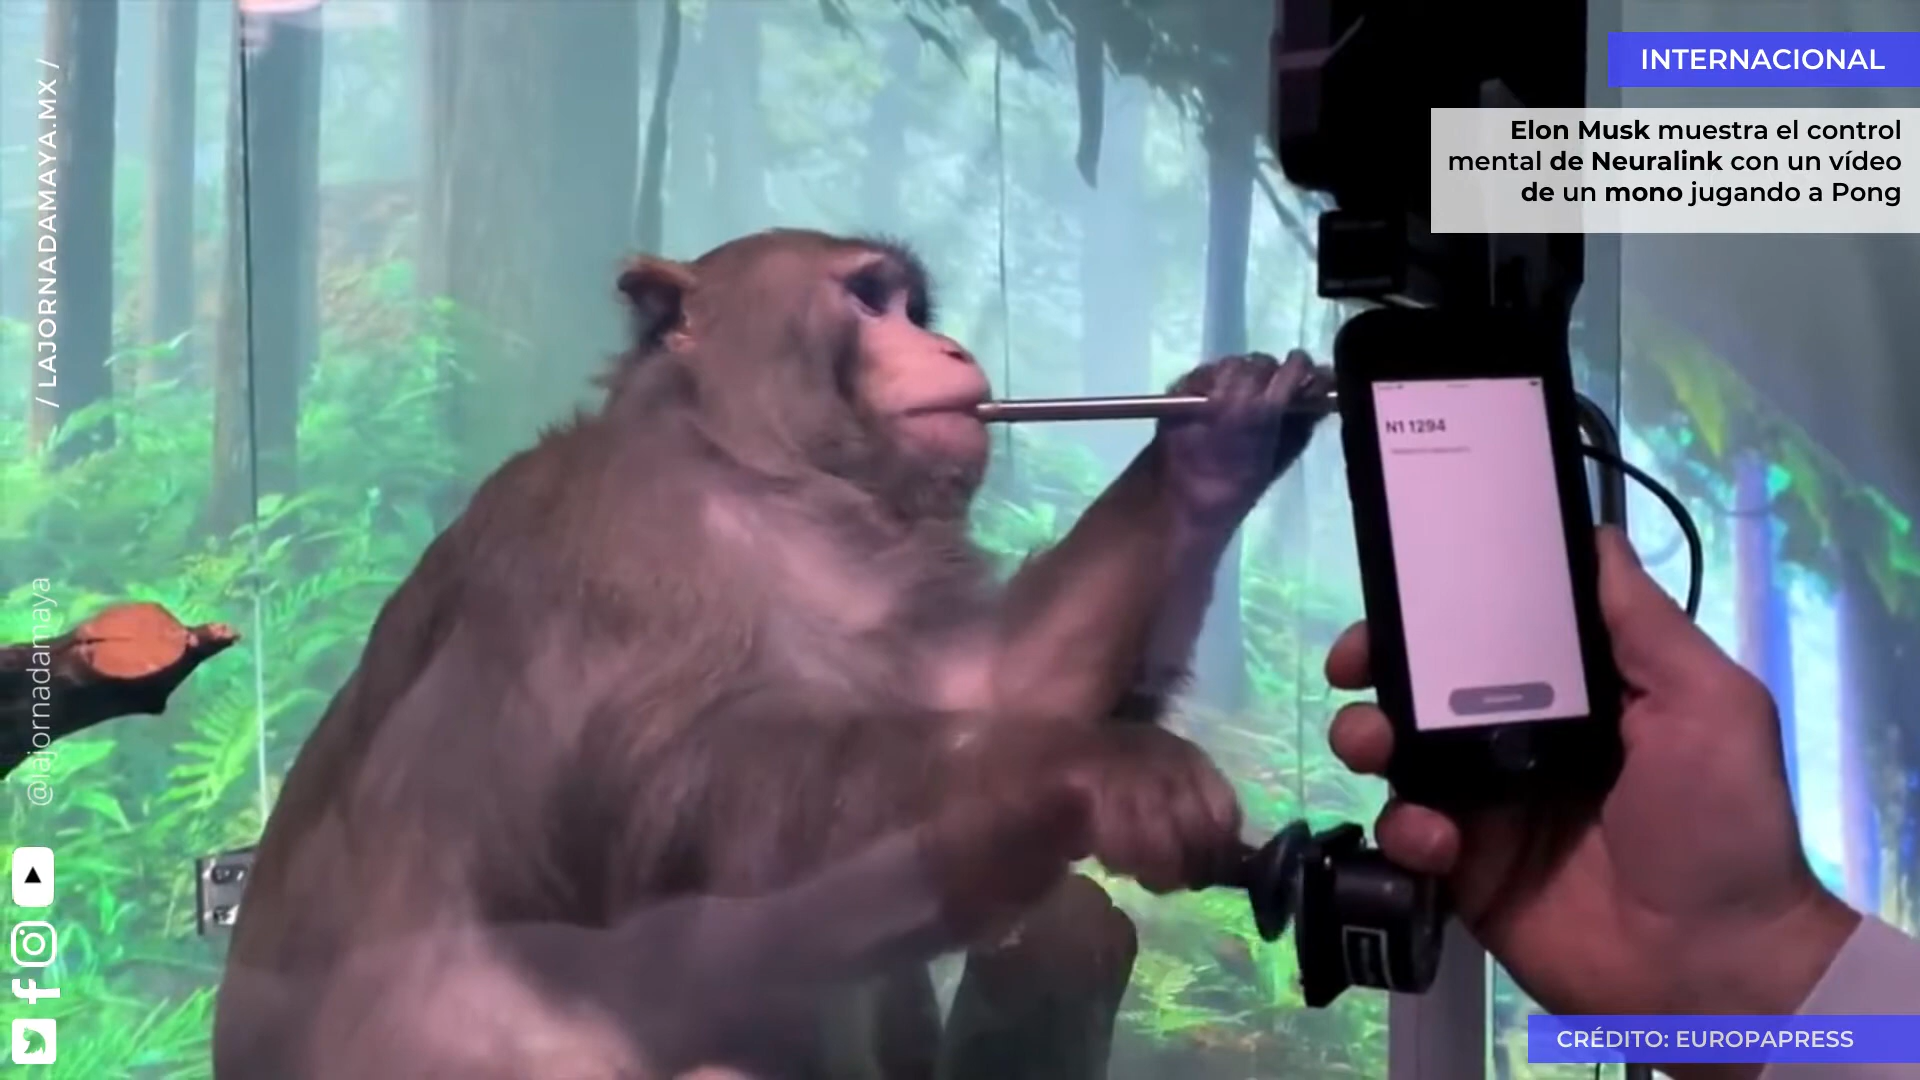 / LAJORNADAMAYA.MX /
@lajornadamaya
INTERNACIONAL
Elon Musk muestra el control
mental de Neuralink con un vídeo
de un mono jugando a Pong
N1 1294
CRÉDITO: EUROPAPRESS